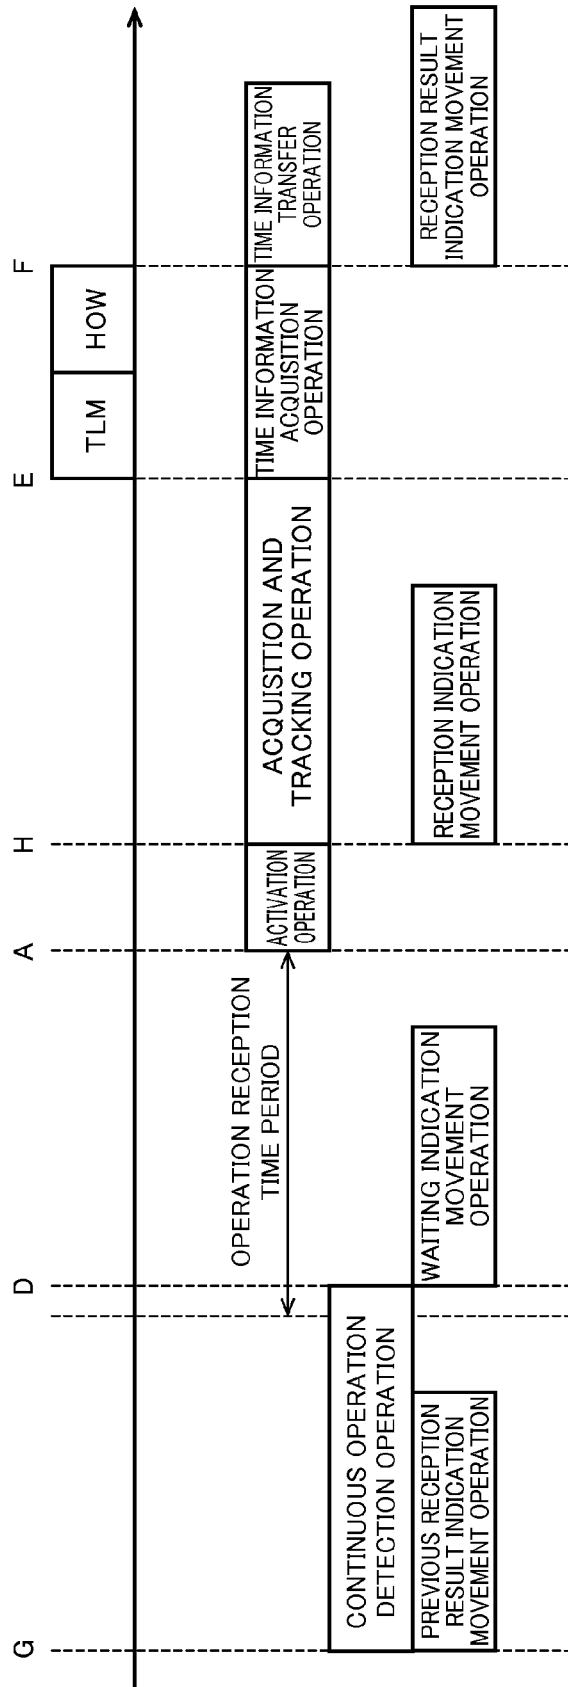 G
D
A
H
E
F
TLM
HOW
OPERATION RECEPTION
TIME PERIOD
ACTIVATION
OPERATION
ACQUISITION AND
TRACKING OPERATION
TIME INFORMATION
ACQUISITION
OPERATION
TIME INFORMATION
TRANSFER
OPERATION
CONTINUOUS OPERATION
DETECTION OPERATION
PREVIOUS RECEPTION
RESULT INDICATION
MOVEMENT OPERATION
WAITING INDICATION
MOVEMENT
OPERATION
RECEPTION INDICATION
MOVEMENT OPERATION
RECEPTION RESULT
INDICATION MOVEMENT
OPERATION